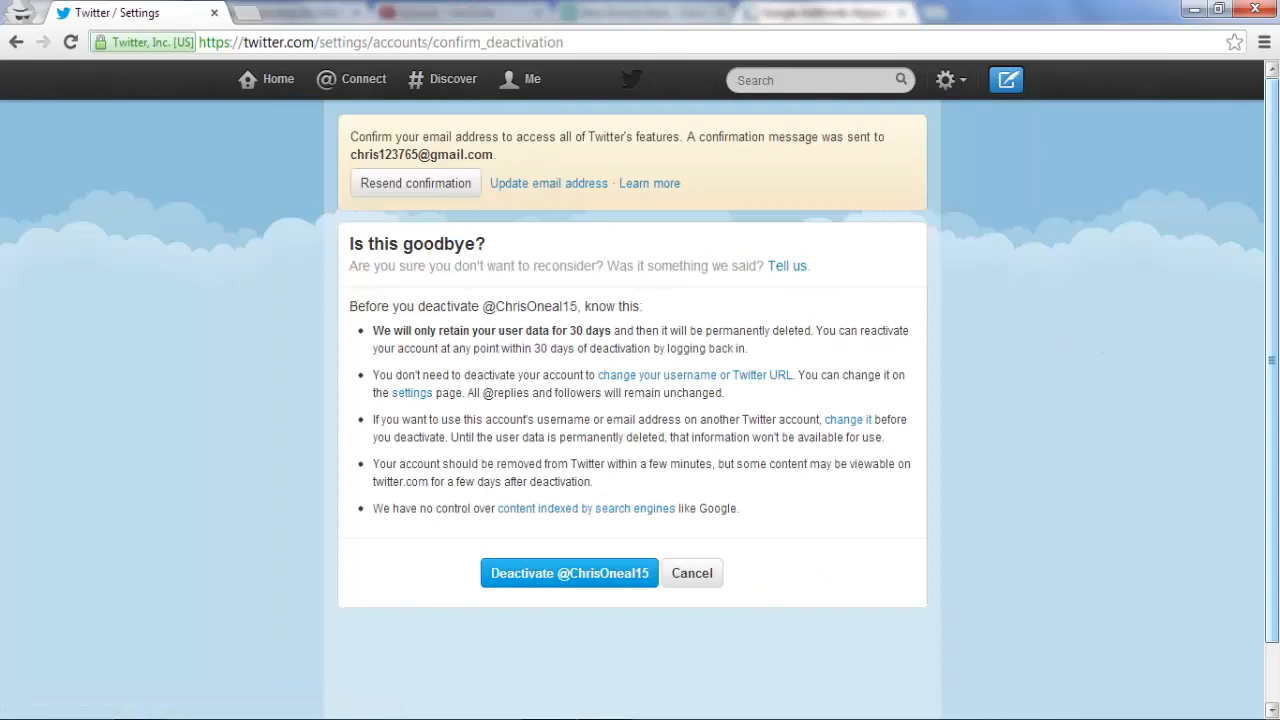 Twitter / Settings
Twitter, Inc. [US] https://twitter.com/settings/accounts/confirm_deactivation
Home Connect Discover Me Search
Confirm your email address to access all of Twitter's features. A confirmation message was sent to
chris123765@gmail.com.
Resend confirmation Update email address · Learn more
Is this goodbye?
Are you sure you don't want to reconsider? Was it something we said? Tell us.
Before you deactivate @ChrisOneal15, know this:
• We will only retain your user data for 30 days and then it will be permanently deleted. You can reactivate
your account at any point within 30 days of deactivation by logging back in.
• You don't need to deactivate your account to change your username or Twitter URL. You can change it on
the settings page. All @replies and followers will remain unchanged.
• If you want to use this account's username or email address on another Twitter account, change it before
you deactivate. Until the user data is permanently deleted, that information won't be available for use.
• Your account should be removed from Twitter within a few minutes, but some content may be viewable on
twitter.com for a few days after deactivation.
• We have no control over content indexed by search engines like Google.
Deactivate @ChrisOneal15 Cancel